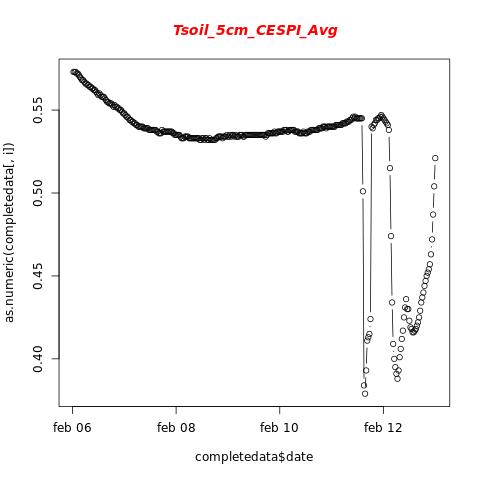 Tsoil_5cm_CESPI_Avg
as.numeric(completedata[, i])
0.55
0.50
0.45
0.40
feb 06
feb 08
feb 10
feb 12
completedata$date